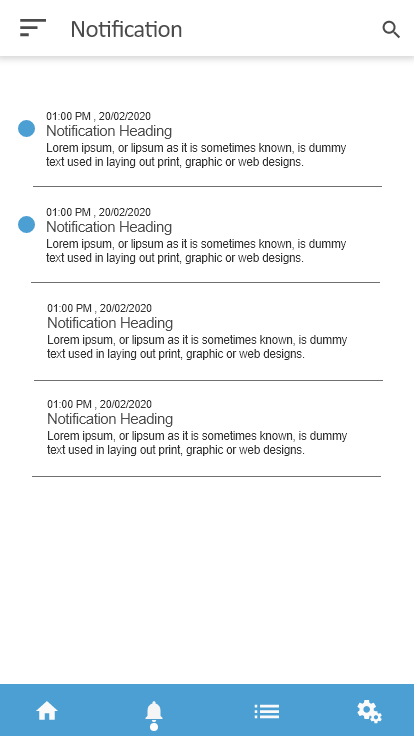 Notification
01:00 PM , 20/02/2020
Notification Heading
Lorem ipsum, or lipsum as it is sometimes known, is dummy
text used in laying out print, graphic or web designs.
01:00 PM , 20/02/2020
Notification Heading
Lorem ipsum, or lipsum as it is sometimes known, is dummy
text used in laying out print, graphic or web designs.
01:00 PM , 20/02/2020
Notification Heading
Lorem ipsum, or lipsum as it is sometimes known, is dummy
text used in laying out print, graphic or web designs.
01:00 PM , 20/02/2020
Notification Heading
Lorem ipsum, or lipsum as it is sometimes known, is dummy
text used in laying out print, graphic or web designs.